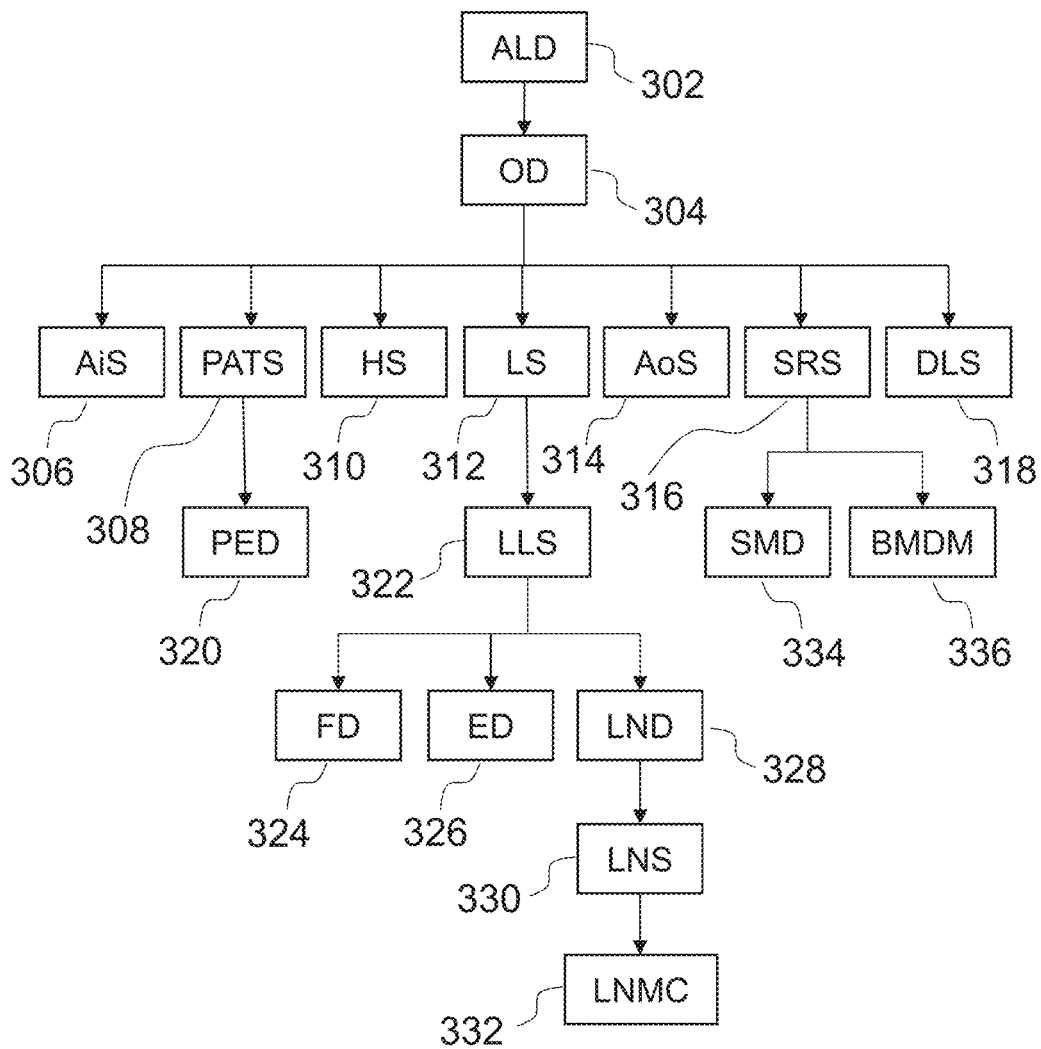 ALD
302
OD
304
AiS PATS HS LS AoS SRS DLS
306 308 310 312 314 316 318
PED LLS SMD BMDM
320 322 334 336
FD ED LND
324 326 328
LNS
330
LNMC
332